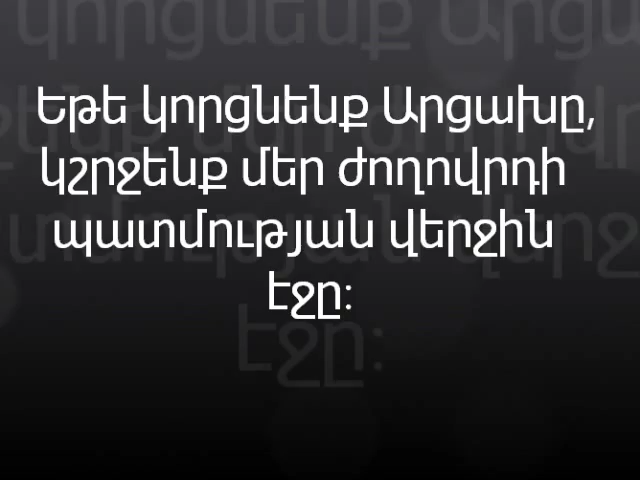 Եթե կորցնենք Արցախը,
կշրջենք մեր ժողովրդի
պատմության վերջին
էջը։